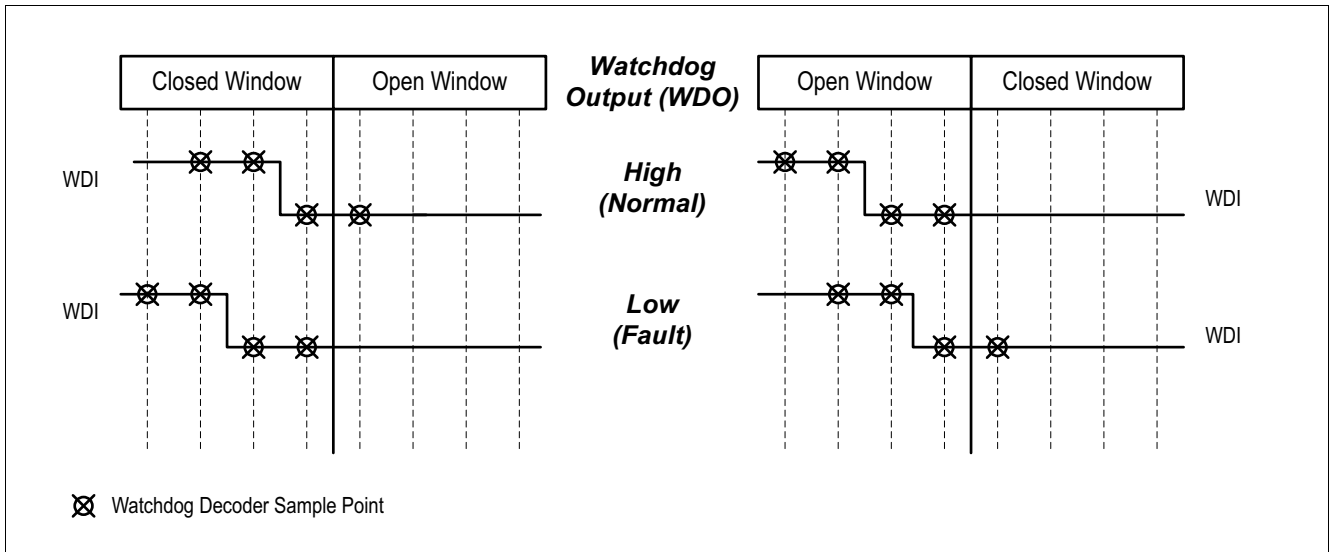 Closed Window
Open Window
Watchdog
Output (WDO)
Open Window
Closed Window
WDI
High
(Normal)
WDI
WDI
Low
(Fault)
WDI
Watchdog Decoder Sample Point